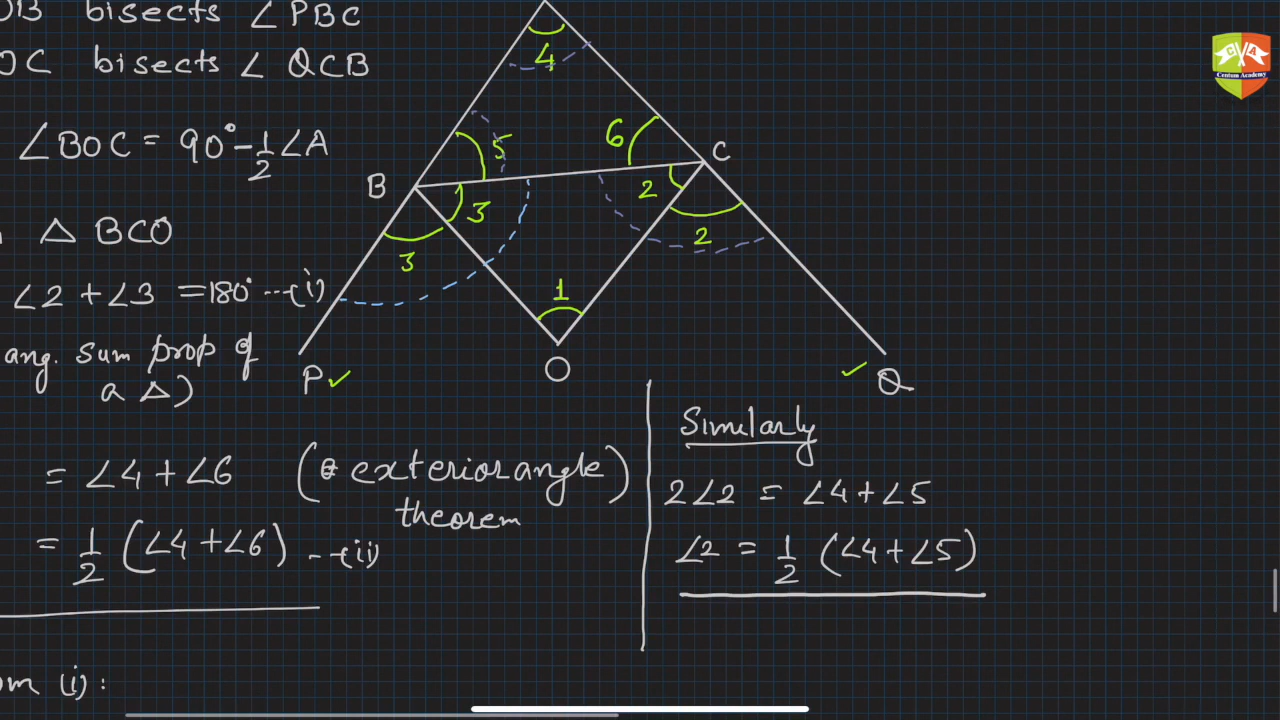 OB bisects ∠PBC
OC bisects ∠QCB
∠BOC = 90° - 1/2 ∠A
△ BCO
∠2 + ∠3 = 180° --- (i)
ang. sum prop of
a △)
= ∠4 + ∠6 (exterior angle
theorem)
= 1/2 (∠4 + ∠6) -- (ii)
om (i) :
4
5
6
B
C
3
2
3
2
1
P ✓
O
✓ Q
Similarly
2∠2 = ∠4 + ∠5
∠2 = 1/2 (∠4 + ∠5)
C A
Centum Academy